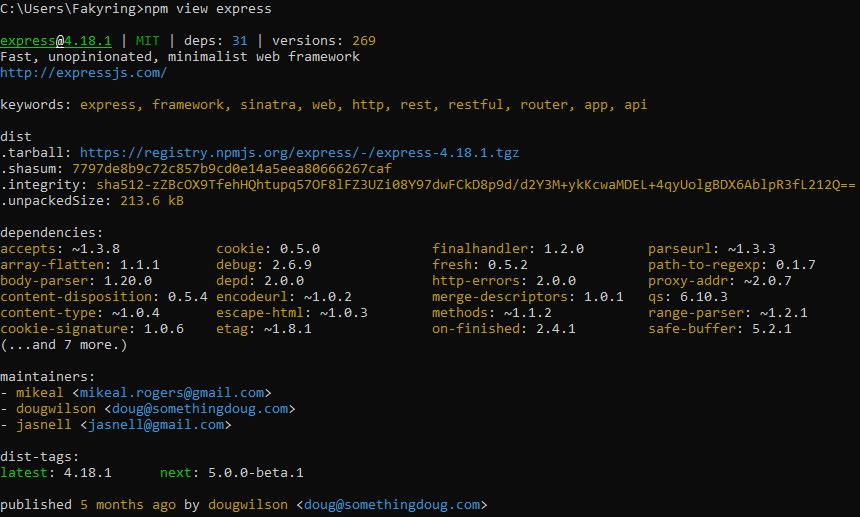 C:\Users\Fakyring>npm view express
express@4.18.1 | MIT | deps: 31 | versions: 269
Fast, unopinionated, minimalist web framework
http://expressjs.com/
keywords: express, framework, sinatra, web, http, rest, restful, router, app, api
dist
.tarball: https://registry.npmjs.org/express/-/express-4.18.1.tgz
.shasum: 7797de8b9c72c857b9cd0e14a5eea80666267caf
.integrity: sha512-zZBcOX9TfehHQhtupq57OF8lFZ3UZi08Y97dwFCkD8p9d/d2Y3M+ykKcwaMDEL+4qyUolgBDX6AblpR3fL212Q==
.unpackedSize: 213.6 kB
dependencies:
accepts: ~1.3.8 cookie: 0.5.0 finalhandler: 1.2.0 parseurl: ~1.3.3
array-flatten: 1.1.1 debug: 2.6.9 fresh: 0.5.2 path-to-regexp: 0.1.7
body-parser: 1.20.0 depd: 2.0.0 http-errors: 2.0.0 proxy-addr: ~2.0.7
content-disposition: 0.5.4 encodeurl: ~1.0.2 merge-descriptors: 1.0.1 qs: 6.10.3
content-type: ~1.0.4 escape-html: ~1.0.3 methods: ~1.1.2 range-parser: ~1.2.1
cookie-signature: 1.0.6 etag: ~1.8.1 on-finished: 2.4.1 safe-buffer: 5.2.1
(...and 7 more.)
maintainers:
- mikeal <mikeal.rogers@gmail.com>
- dougwilson <doug@somethingdoug.com>
- jasnell <jasnell@gmail.com>
dist-tags:
latest: 4.18.1 next: 5.0.0-beta.1
published 5 months ago by dougwilson <doug@somethingdoug.com>